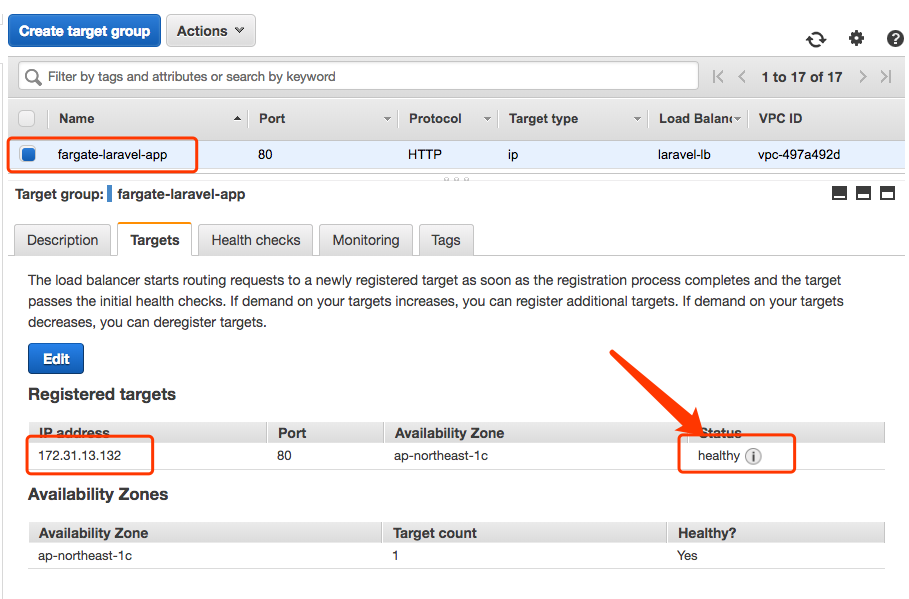 Create target group Actions
Filter by tags and attributes or search by keyword 1 to 17 of 17
Name Port Protocol Target type Load Balanc VPC ID
fargate-laravel-app 80 HTTP ip laravel-lb vpc-497a492d
Target group: fargate-laravel-app
Description Targets Health checks Monitoring Tags
The load balancer starts routing requests to a newly registered target as soon as the registration process completes and the target
passes the initial health checks. If demand on your targets increases, you can register additional targets. If demand on your targets
decreases, you can deregister targets.
Edit
Registered targets
IP address Port Availability Zone Status
172.31.13.132 80 ap-northeast-1c healthy
Availability Zones
Availability Zone Target count Healthy?
ap-northeast-1c 1 Yes